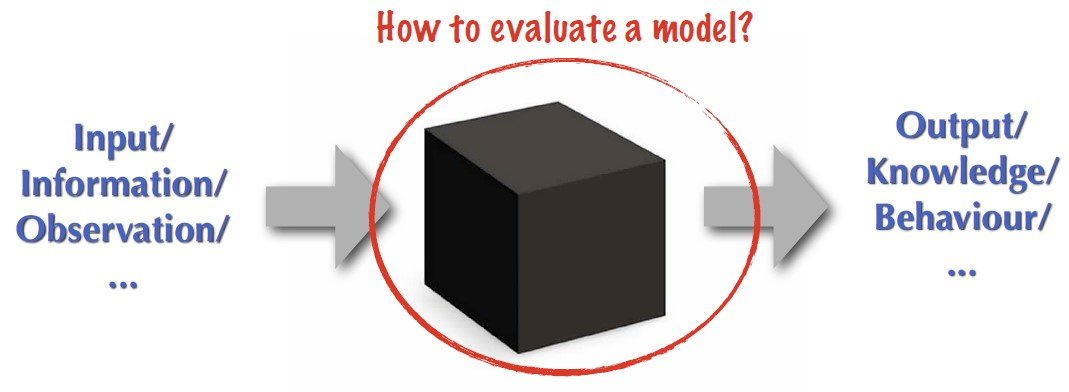 How to evaluate a model?
Input/
Information/
Observation/
...
Output/
Knowledge/
Behaviour/
...